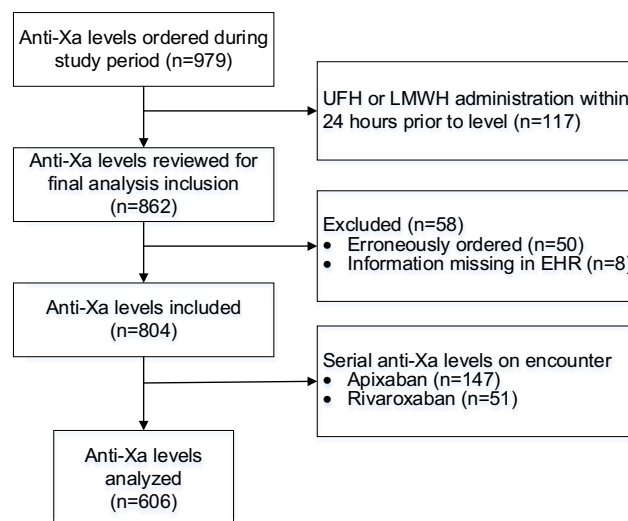 Anti-Xa levels ordered during
study period (n=979)
UFH or LMWH administration within
24 hours prior to level (n=117)
Anti-Xa levels reviewed for
final analysis inclusion
(n=862)
Excluded (n=58)
• Erroneously ordered (n=50)
• Information missing in EHR (n=8)
Anti-Xa levels included
(n=804)
Serial anti-Xa levels on encounter
• Apixaban (n=147)
• Rivaroxaban (n=51)
Anti-Xa levels
analyzed
(n=606)